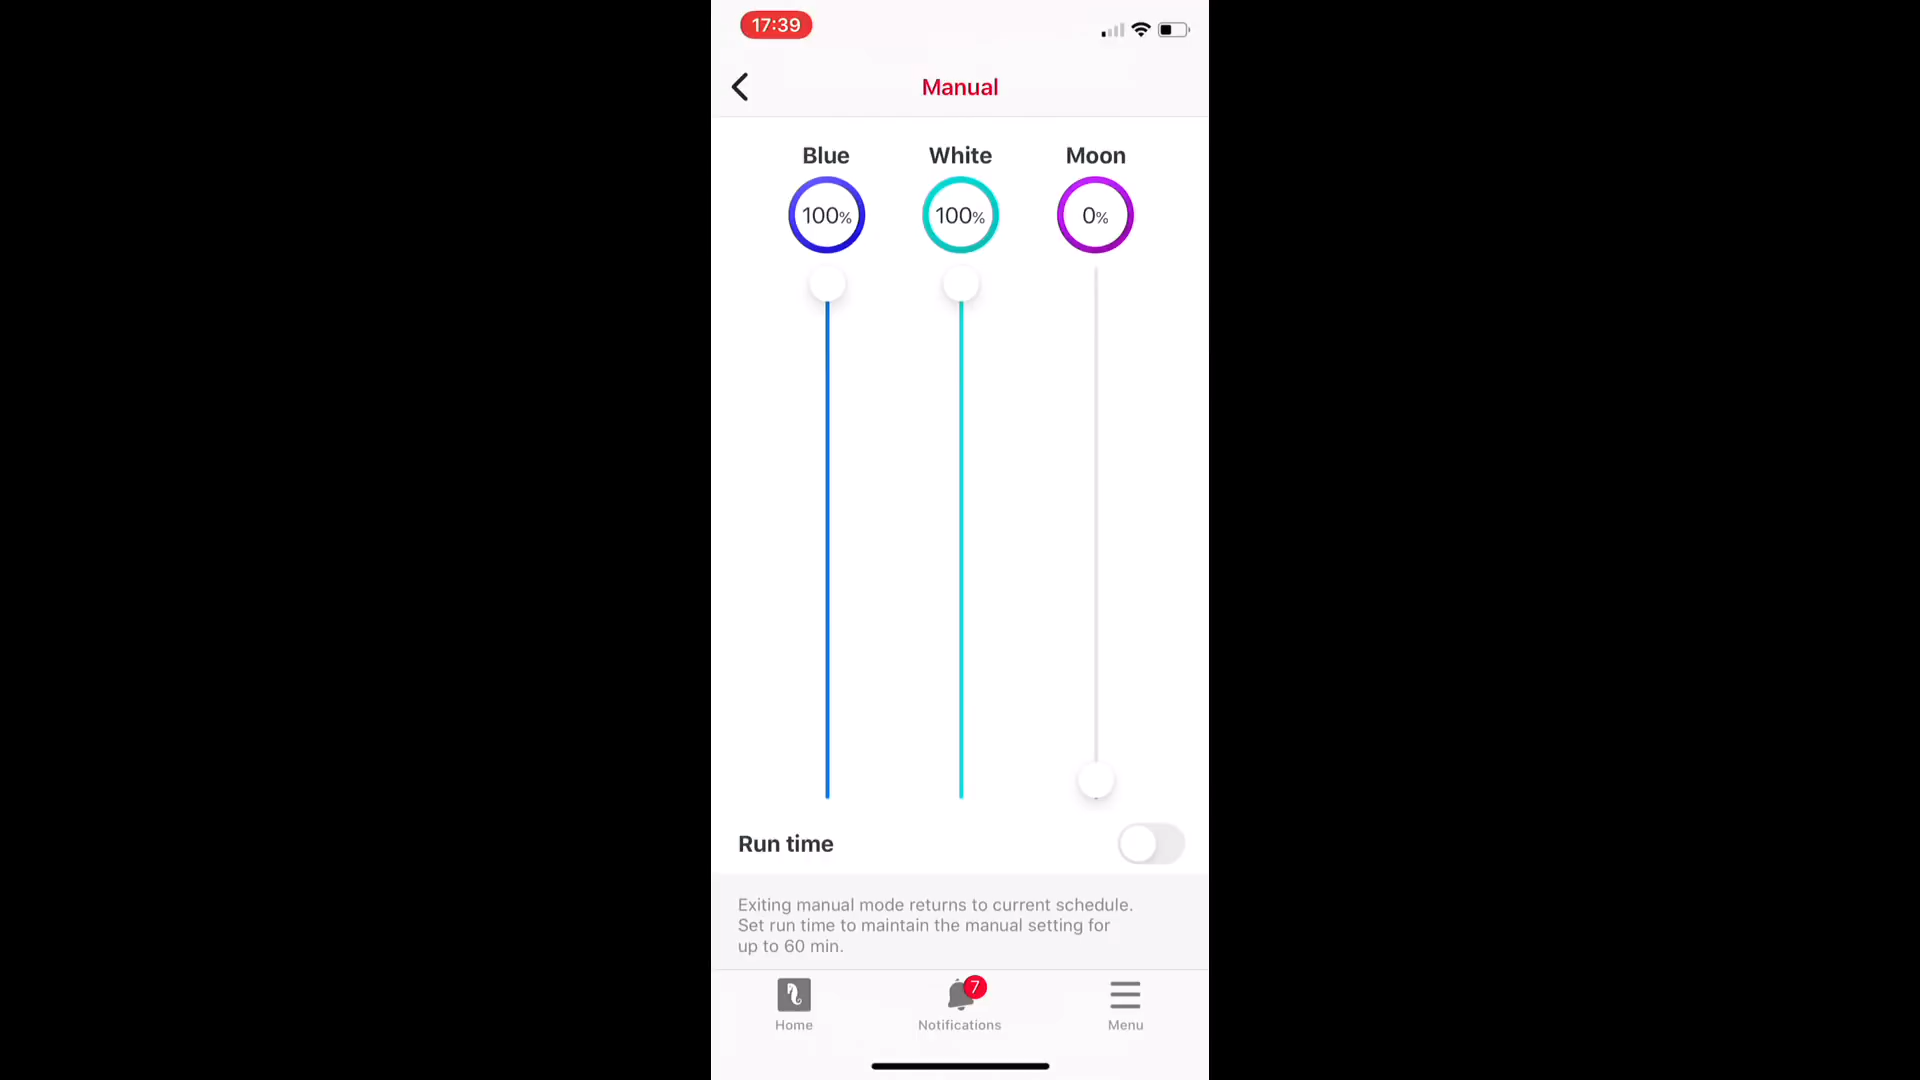 17:39
Manual
Blue White Moon
100% 100% 0%
Run time
Exiting manual mode returns to current schedule.
Set run time to maintain the manual setting for
up to 60 min.
7
Home Notifications Menu